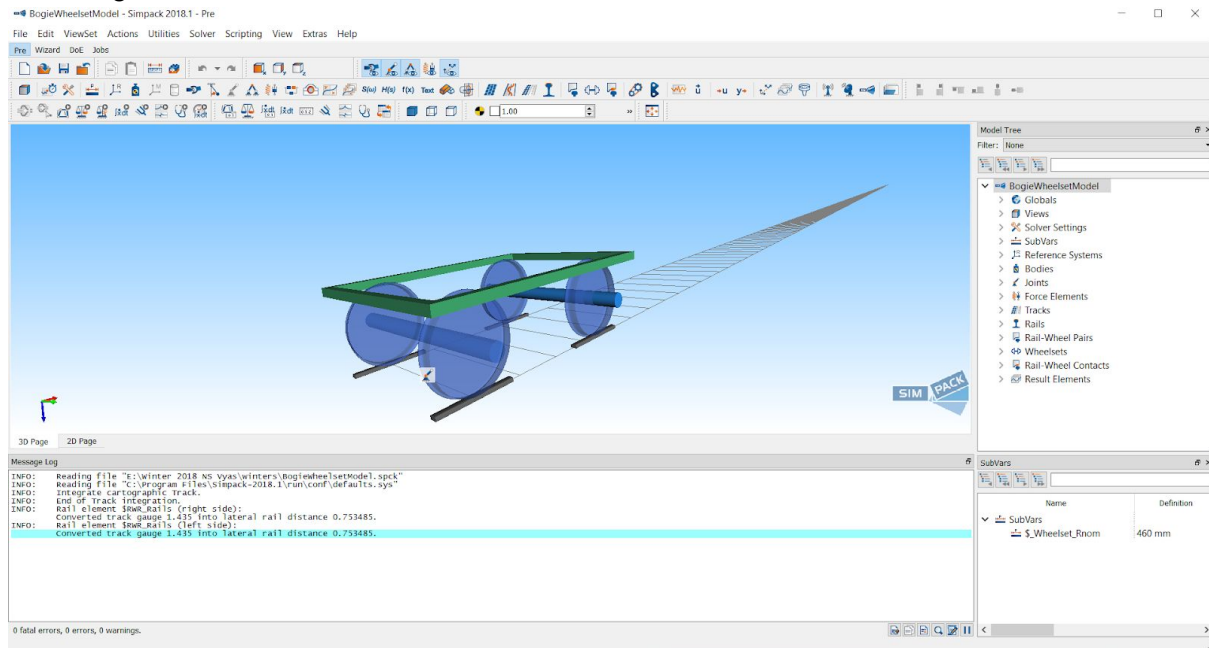 BogieWheelsetModel - Simpack 2018.1 - Pre
File Edit ViewSet Actions Utilities Solver Scripting View Extras Help
Pre Wizard DoE Jobs
S(ω) H(s) f(x) Text
+u y+
1.00 »
Model Tree
Filter: None
BogieWheelsetModel
Globals
Views
Solver Settings
SubVars
Reference Systems
Bodies
Joints
Force Elements
Tracks
Rails
Rail-Wheel Pairs
Wheelsets
Rail-Wheel Contacts
Result Elements
SIMPACK
3D Page 2D Page
Message Log
INFO: Reading file "E:\Winter 2018 NS Vyas\winters\BogieWheelsetModel.spck"
INFO: Reading file "C:\Program Files\Simpack-2018.1\run\conf\defaults.sys"
INFO: Integrate cartographic Track.
INFO: End of Track integration.
INFO: Rail element $RWR_Rails (right side):
Converted track gauge 1.435 into lateral rail distance 0.753485.
INFO: Rail element $RWR_Rails (left side):
Converted track gauge 1.435 into lateral rail distance 0.753485.
0 fatal errors, 0 errors, 0 warnings.
SubVars
Name Definition
SubVars
$_Wheelset_Rnom 460 mm